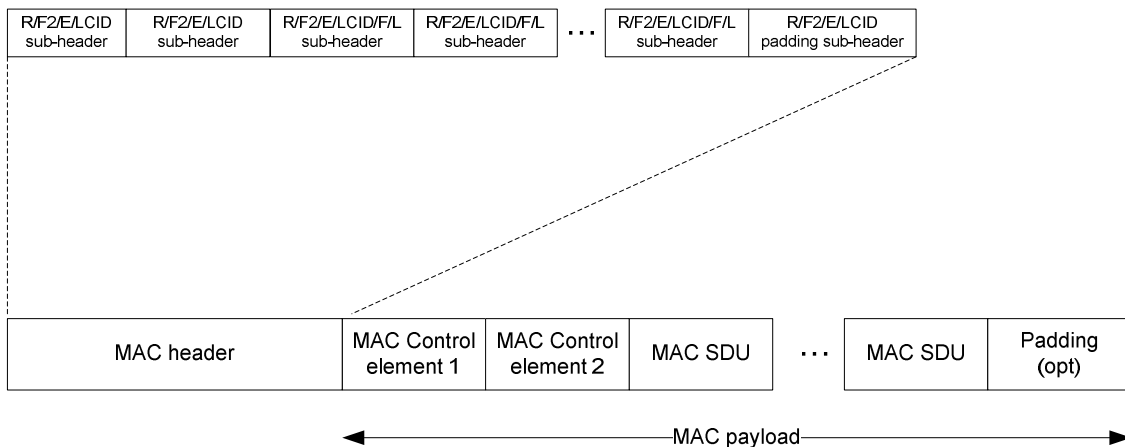 R/F2/E/LCID sub-header
R/F2/E/LCID sub-header
R/F2/E/LCID/F/L sub-header
R/F2/E/LCID/F/L sub-header
...
R/F2/E/LCID/F/L sub-header
R/F2/E/LCID padding sub-header
MAC header
MAC Control element 1
MAC Control element 2
MAC SDU
...
MAC SDU
Padding (opt)
MAC payload